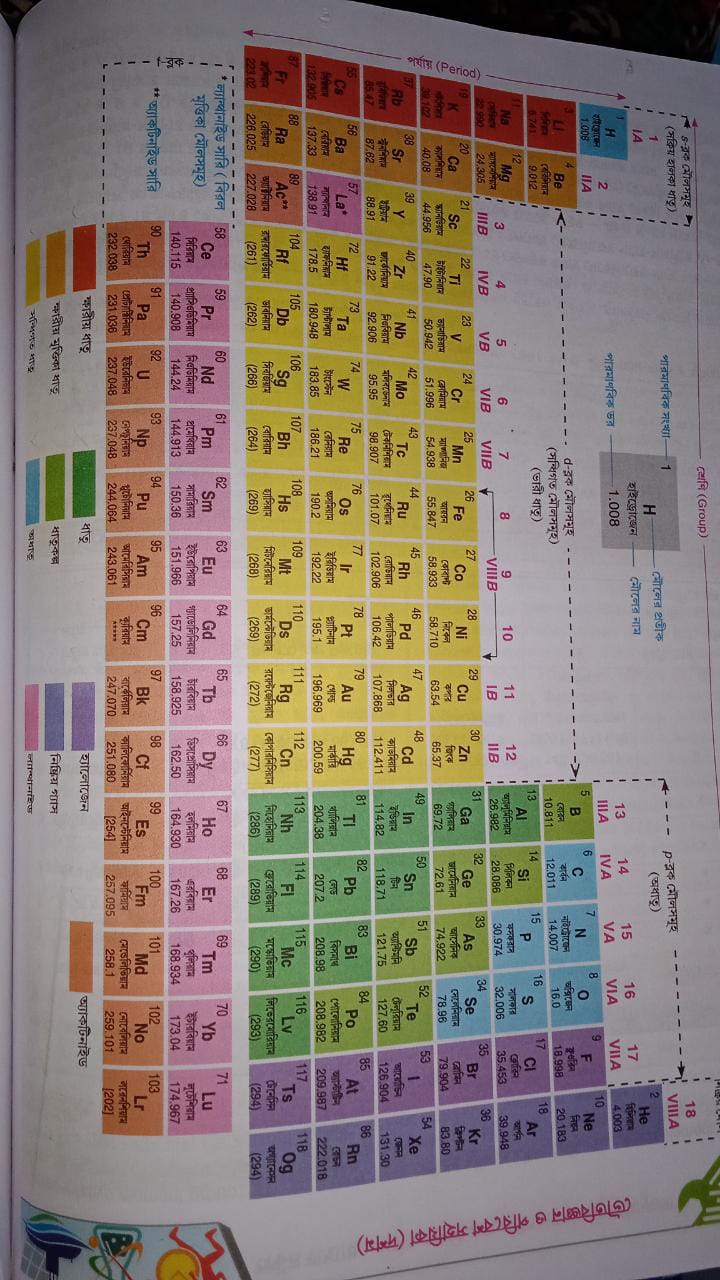 শ্রেণি (Group)
s-ব্লক মৌলসমূহ
(সক্রিয় হালকা ধাতু)
পারমাণবিক সংখ্যা 1 মৌলের প্রতীক
H
হাইড্রোজেন মৌলের নাম
পারমাণবিক ভর 1.008
d-ব্লক মৌলসমূহ
(সন্ধিগত মৌলসমূহ)
(ভারী ধাতু)
p-ব্লক মৌলসমূহ
(অধাতু)
পর্যায় (Period)
1 2 3 4 5 6 7 8 9 10 11 12 13 14 15 16 17 18
IA IIA IIIB IVB VB VIB VIIB VIIIB IB IIB IIIA IVA VA VIA VIIA VIIIA
1 2
H He
হাইড্রোজেন হিলিয়াম
1.008 4.003
3 4 5 6 7 8 9 10
Li Be B C N O F Ne
লিথিয়াম বেরিলিয়াম বোরন কার্বন নাইট্রোজেন অক্সিজেন ফ্লুওরিন নিয়ন
6.741 9.012 10.811 12.011 14.007 16.0 18.998 20.183
11 12 13 14 15 16 17 18
Na Mg Al Si P S Cl Ar
সোডিয়াম ম্যাগনেশিয়াম অ্যালুমিনিয়াম সিলিকন ফসফরাস সালফার ক্লোরিন আর্গন
22.990 24.305 26.982 28.086 30.974 32.006 35.453 39.948
19 20 21 22 23 24 25 26 27 28 29 30 31 32 33 34 35 36
K Ca Sc Ti V Cr Mn Fe Co Ni Cu Zn Ga Ge As Se Br Kr
পটাশিয়াম ক্যালশিয়াম স্ক্যানডিয়াম টাইটানিয়াম ভ্যানাডিয়াম ক্রোমিয়াম ম্যাঙ্গানিজ আয়রন কোবাল্ট নিকেল কপার জিংক গ্যালিয়াম জার্মেনিয়াম আর্সেনিক সেলেনিয়াম ব্রোমিন ক্রিপ্টন
39.102 40.08 44.956 47.90 50.942 51.996 54.938 55.847 58.933 58.710 63.54 65.37 69.72 72.61 74.922 78.96 79.904 83.80
37 38 39 40 41 42 43 44 45 46 47 48 49 50 51 52 53 54
Rb Sr Y Zr Nb Mo Tc Ru Rh Pd Ag Cd In Sn Sb Te I Xe
রুবিডিয়াম স্ট্রনশিয়াম ইট্রিয়াম জারকোনিয়াম নিওবিয়াম মলিবডেনাম টেকনিশিয়াম রুথেনিয়াম রোডিয়াম প্যালাডিয়াম সিলভার ক্যাডমিয়াম ইন্ডিয়াম টিন অ্যান্টিমনি টেলুরিয়াম আয়োডিন জেনন
85.47 87.62 88.91 91.22 92.906 95.95 98.907 101.07 102.906 106.42 107.868 112.411 114.82 118.71 121.75 127.60 126.904 131.30
55 56 57 72 73 74 75 76 77 78 79 80 81 82 83 84 85 86
Cs Ba La* Hf Ta W Re Os Ir Pt Au Hg Tl Pb Bi Po At Rn
সিজিয়াম বেরিয়াম ল্যান্থানাম হ্যাফনিয়াম ট্যান্টালাম টাংস্টেন রেনিয়াম অসমিয়াম ইরিডিয়াম প্লাটিনাম গোল্ড মার্কারি থ্যালিয়াম লেড বিসমাথ পোলোনিয়াম অ্যাস্টাটিন রেডন
132.905 137.33 138.91 178.5 180.948 183.85 186.21 190.2 192.22 195.1 196.969 200.59 204.38 207.2 208.98 208.982 209.987 222.018
87 88 89 104 105 106 107 108 109 110 111 112 113 114 115 116 117 118
Fr Ra Ac** Rf Db Sg Bh Hs Mt Ds Rg Cn Nh Fl Mc Lv Ts Og
ফ্রান্সিয়াম রেডিয়াম অ্যাক্টিনিয়াম রাদারফোর্ডিয়াম ডাবনিয়াম সিবর্জিয়াম বোরিয়াম হ্যাসিয়াম মিটনেরিয়াম ডার্মস্টেডিয়াম রন্টজেনিয়াম কোপারনিসিয়াম নিহোনিয়াম ফ্লেরোভিয়াম মস্কোভিয়াম লিভেরমোরিয়াম টেনেসিন অগ্যানেসন
223.02 226.025 227.028 (261) (262) (266) (264) (269) (268) (269) (272) (277) (286) (289) (290) (293) (294) (294)
* ল্যান্থানাইড সারি ( বিরল
মৃত্তিকা মৌলসমূহ)
58 59 60 61 62 63 64 65 66 67 68 69 70 71
Ce Pr Nd Pm Sm Eu Gd Tb Dy Ho Er Tm Yb Lu
সিরিয়াম প্রাসিওডিমিয়াম নিওডিমিয়াম প্রমেথিয়াম সামারিয়াম ইউরোপিয়াম গ্যাডোলিনিয়াম টারবিয়াম ডিসপ্রোসিয়াম হলমিয়াম এরবিয়াম থুলিয়াম ইটারবিয়াম লুটেশিয়াম
140.115 140.908 144.24 144.913 150.36 151.966 157.25 158.925 162.50 164.930 167.26 168.934 173.04 174.967
** অ্যাকটিনাইড সারি
90 91 92 93 94 95 96 97 98 99 100 101 102 103
Th Pa U Np Pu Am Cm Bk Cf Es Fm Md No Lr
থোরিয়াম প্রোট্যাক্টিনিয়াম ইউরেনিয়াম নেপচুনিয়াম প্লুটোনিয়াম আমেরিসিয়াম কুরিয়াম বার্কেলিয়াম ক্যালিফোর্নিয়াম আইনস্টেনিয়াম ফার্মিয়াম মেন্ডেলিভিয়াম নোবেলিয়াম লরেন্সিয়াম
232.038 231.036 237.048 237.048 244.064 243.061 ***** 247.070 251.080 [254] 257.095 258.1 259.101 [202]
ক্ষারীয় ধাতু ধাতু হ্যালোজেন অ্যাকটিনাইড
ক্ষারীয় মৃত্তিকা ধাতু ধাতুকল্প নিষ্ক্রিয় গ্যাস
সন্ধিগত ধাতু অধাতু ল্যান্থানাইড
ভৌতবিজ্ঞান ও পরিবেশ সম্প্রীতিকা (দশম)